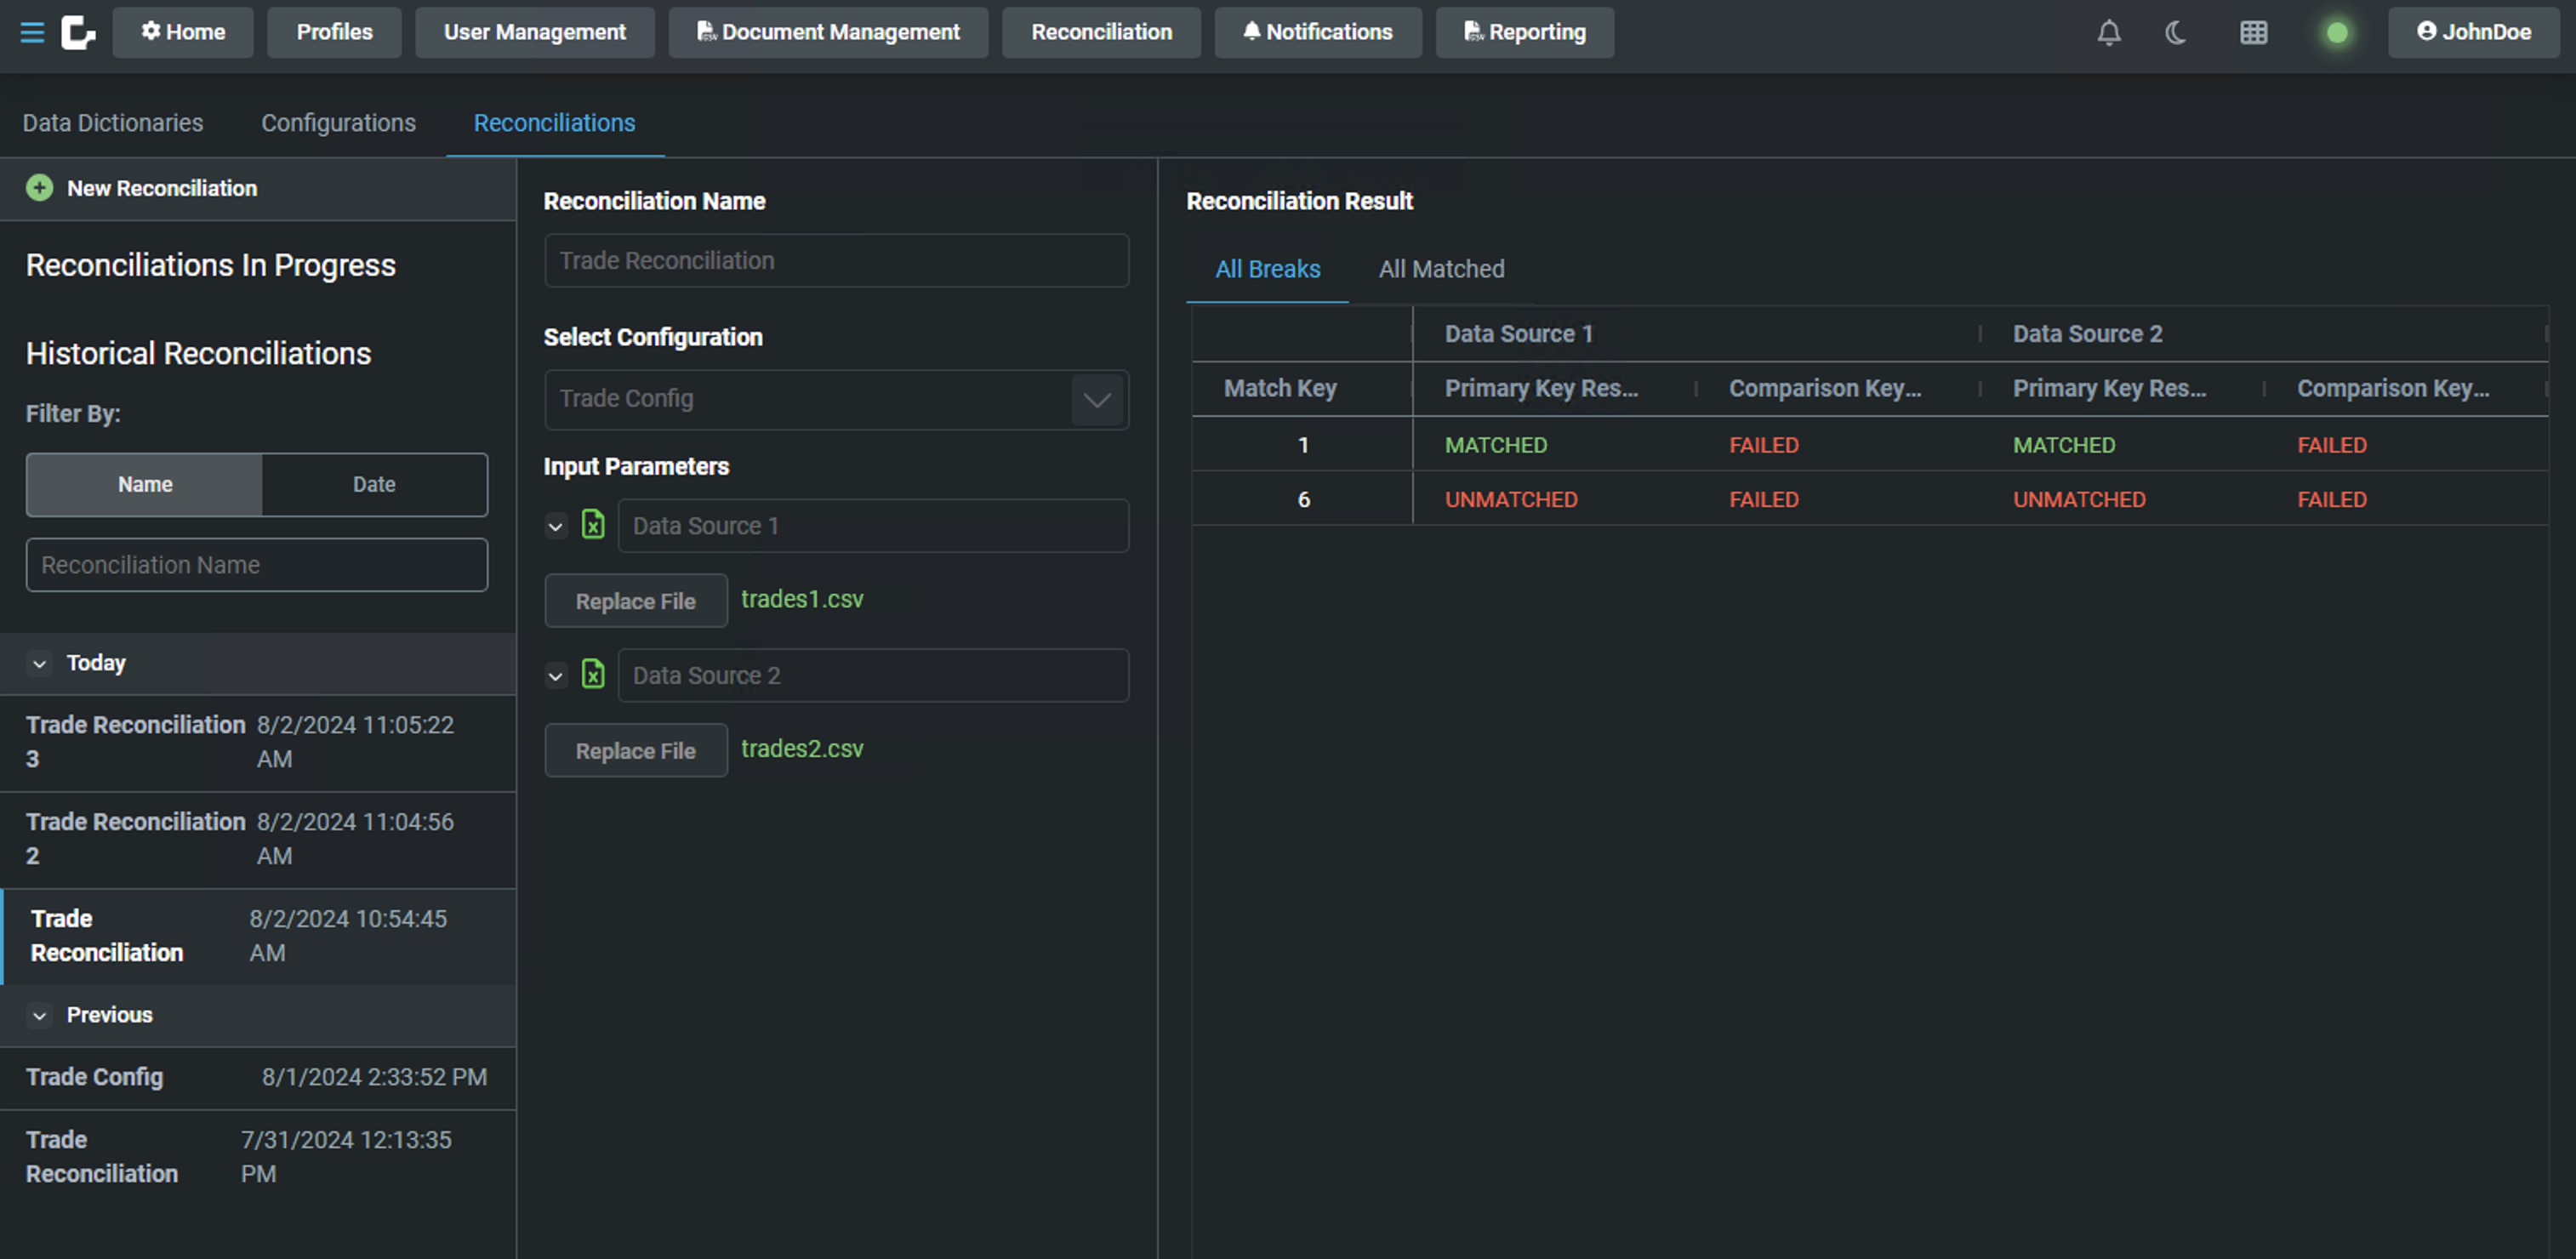 Home
Profiles
User Management
Document Management
Reconciliation
Notifications
Reporting
JohnDoe
Data Dictionaries
Configurations
Reconciliations
New Reconciliation
Reconciliations In Progress
Historical Reconciliations
Filter By:
Name
Date
Reconciliation Name
Today
Trade Reconciliation 8/2/2024 11:05:22
3 AM
Trade Reconciliation 8/2/2024 11:04:56
2 AM
Trade 8/2/2024 10:54:45
Reconciliation AM
Previous
Trade Config 8/1/2024 2:33:52 PM
Trade 7/31/2024 12:13:35
Reconciliation PM
Reconciliation Name
Trade Reconciliation
Select Configuration
Trade Config
Input Parameters
Data Source 1
Replace File trades1.csv
Data Source 2
Replace File trades2.csv
Reconciliation Result
All Breaks All Matched
Data Source 1 Data Source 2
Match Key Primary Key Res... Comparison Key... Primary Key Res... Comparison Key...
1 MATCHED FAILED MATCHED FAILED
6 UNMATCHED FAILED UNMATCHED FAILED